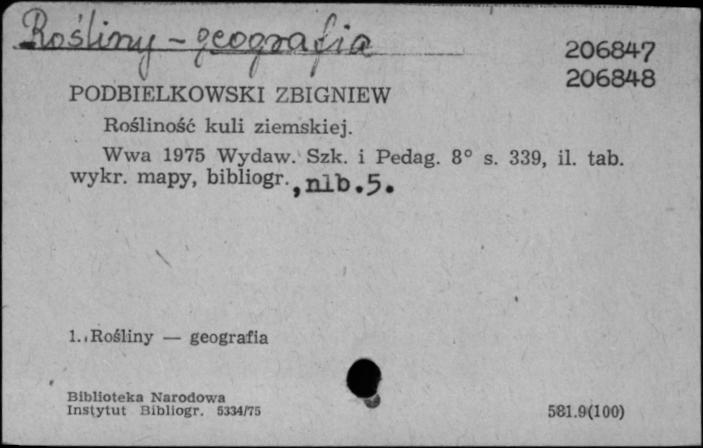 Rośliny – geografia
206847
206848
PODBIELKOWSKI ZBIGNIEW
Rośliność kuli ziemskiej.
Wwa 1975 Wydaw. Szk. i Pedag. 8° s. 339, il. tab.
wykr. mapy, bibliogr. , nlb.5.
1. Rośliny — geografia
Biblioteka Narodowa
Instytut Bibliogr. 5334/75
581.9(100)